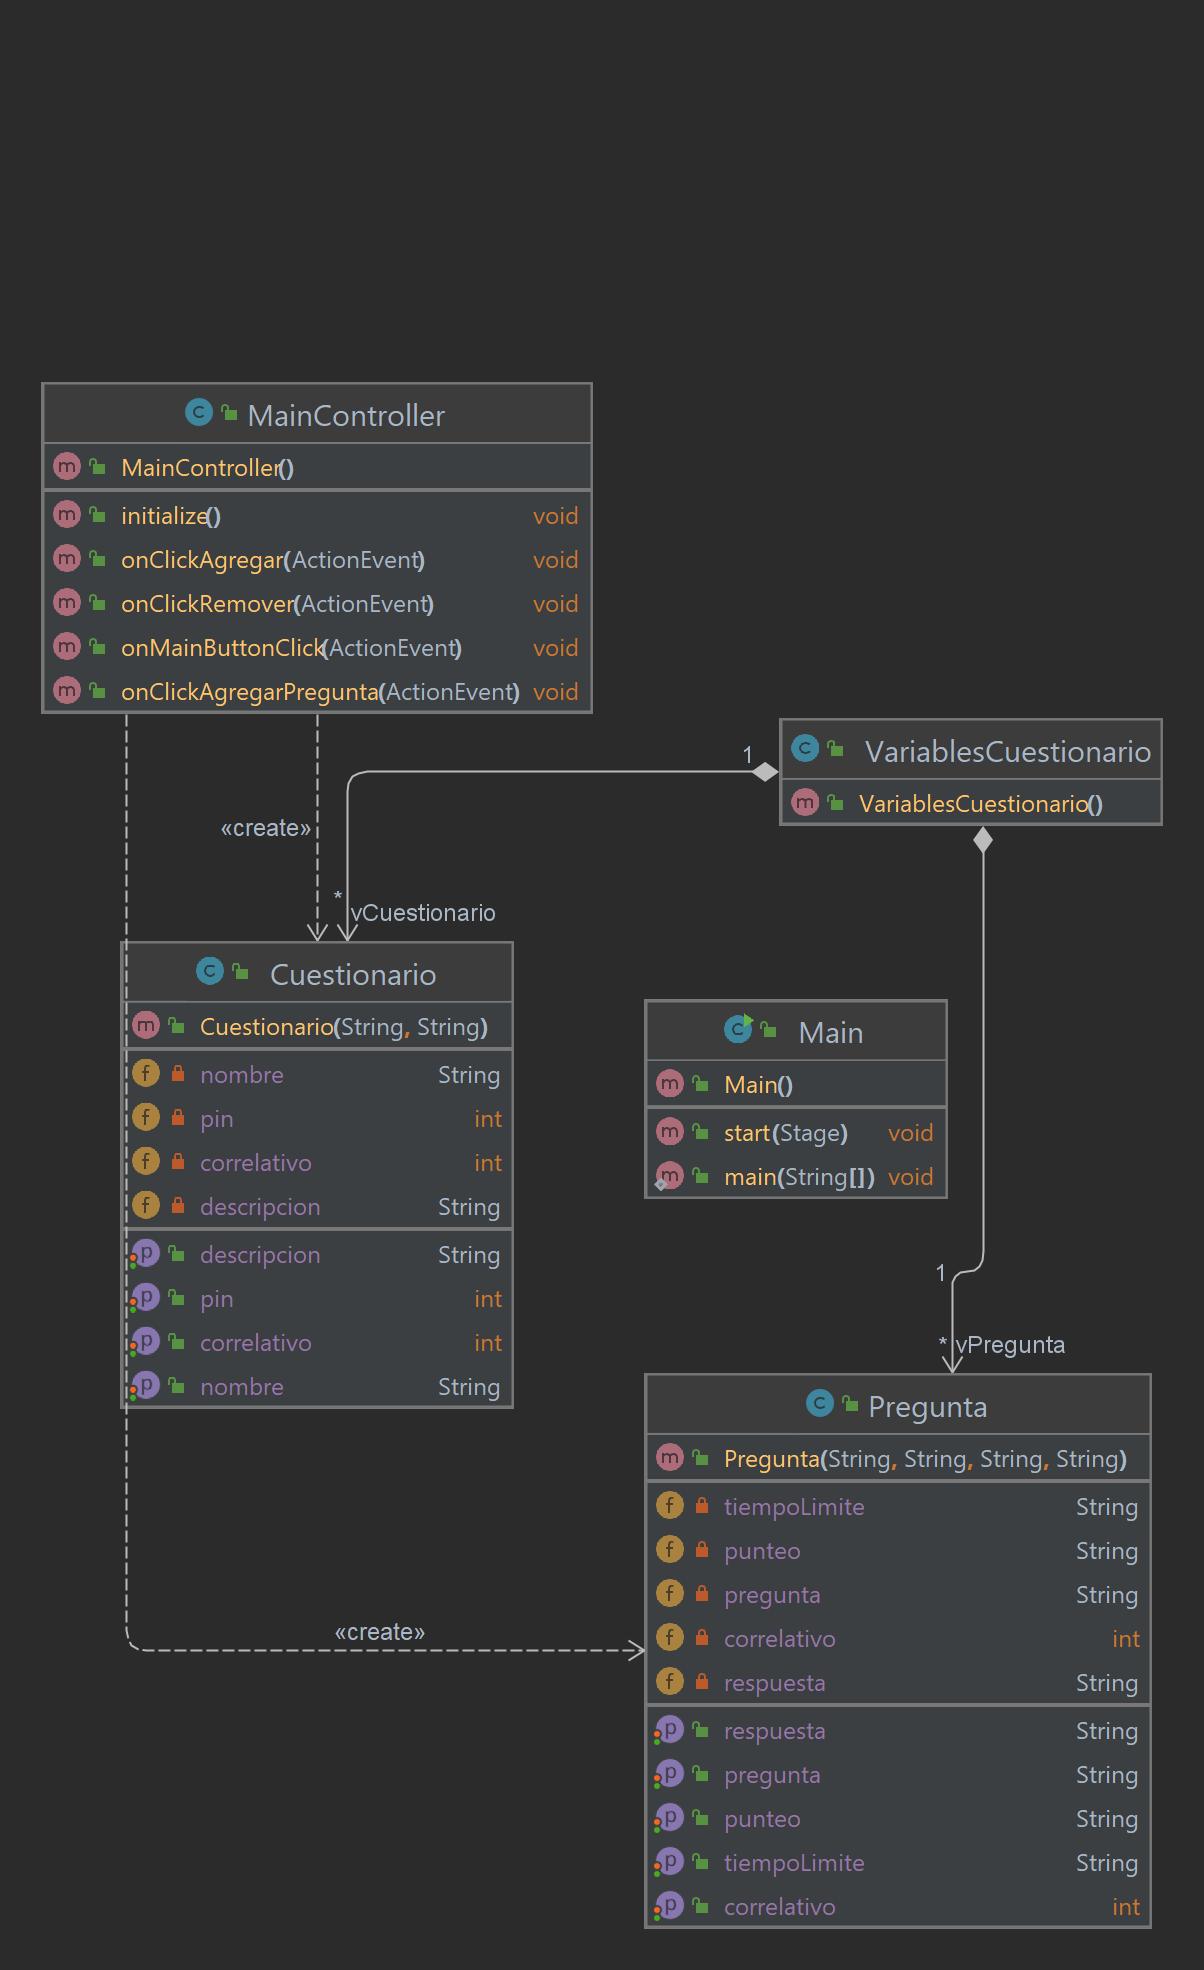 MainController
MainController()
initialize() void
onClickAgregar(ActionEvent) void
onClickRemover(ActionEvent) void
onMainButtonClick(ActionEvent) void
onClickAgregarPregunta(ActionEvent) void
VariablesCuestionario
VariablesCuestionario()
1
«create»
*
vCuestionario
Cuestionario
Cuestionario(String, String)
nombre String
pin int
correlativo int
descripcion String
descripcion String
pin int
correlativo int
nombre String
Main
Main()
start(Stage) void
main(String[]) void
1
* vPregunta
Pregunta
Pregunta(String, String, String, String)
tiempoLimite String
punteo String
pregunta String
correlativo int
respuesta String
respuesta String
pregunta String
punteo String
tiempoLimite String
correlativo int
«create»